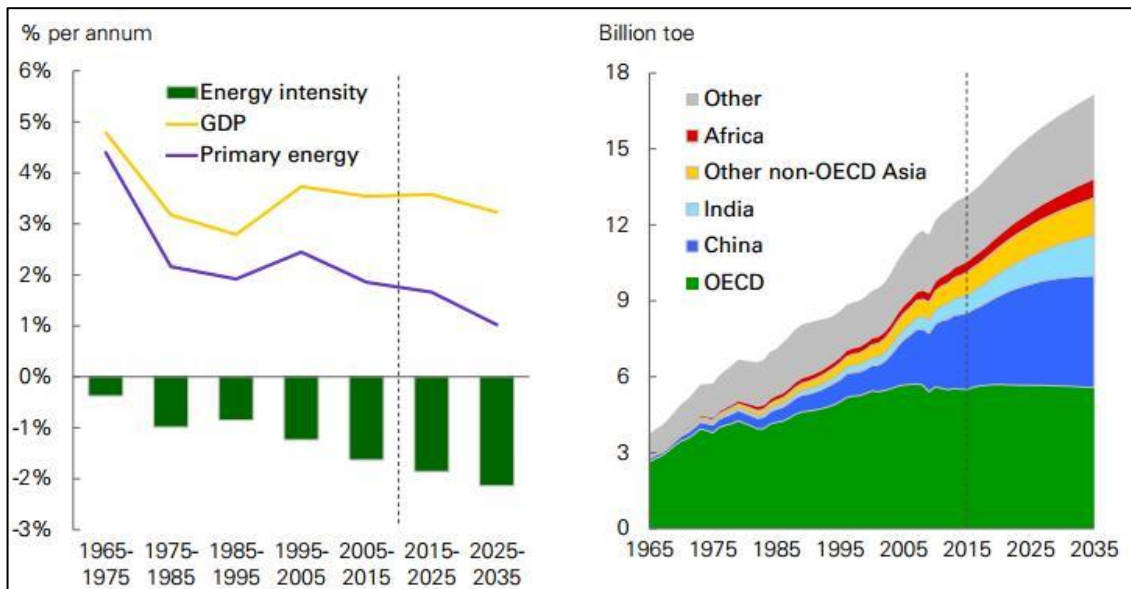 % per annum
6%
5%
4%
3%
2%
1%
0%
-1%
-2%
-3%
Energy intensity
GDP
Primary energy
1965- 1975- 1985- 1995- 2005- 2015- 2025-
1975 1985 1995 2005 2015 2025 2035
Billion toe
18
15
12
9
6
3
0
Other
Africa
Other non-OECD Asia
India
China
OECD
1965 1975 1985 1995 2005 2015 2025 2035